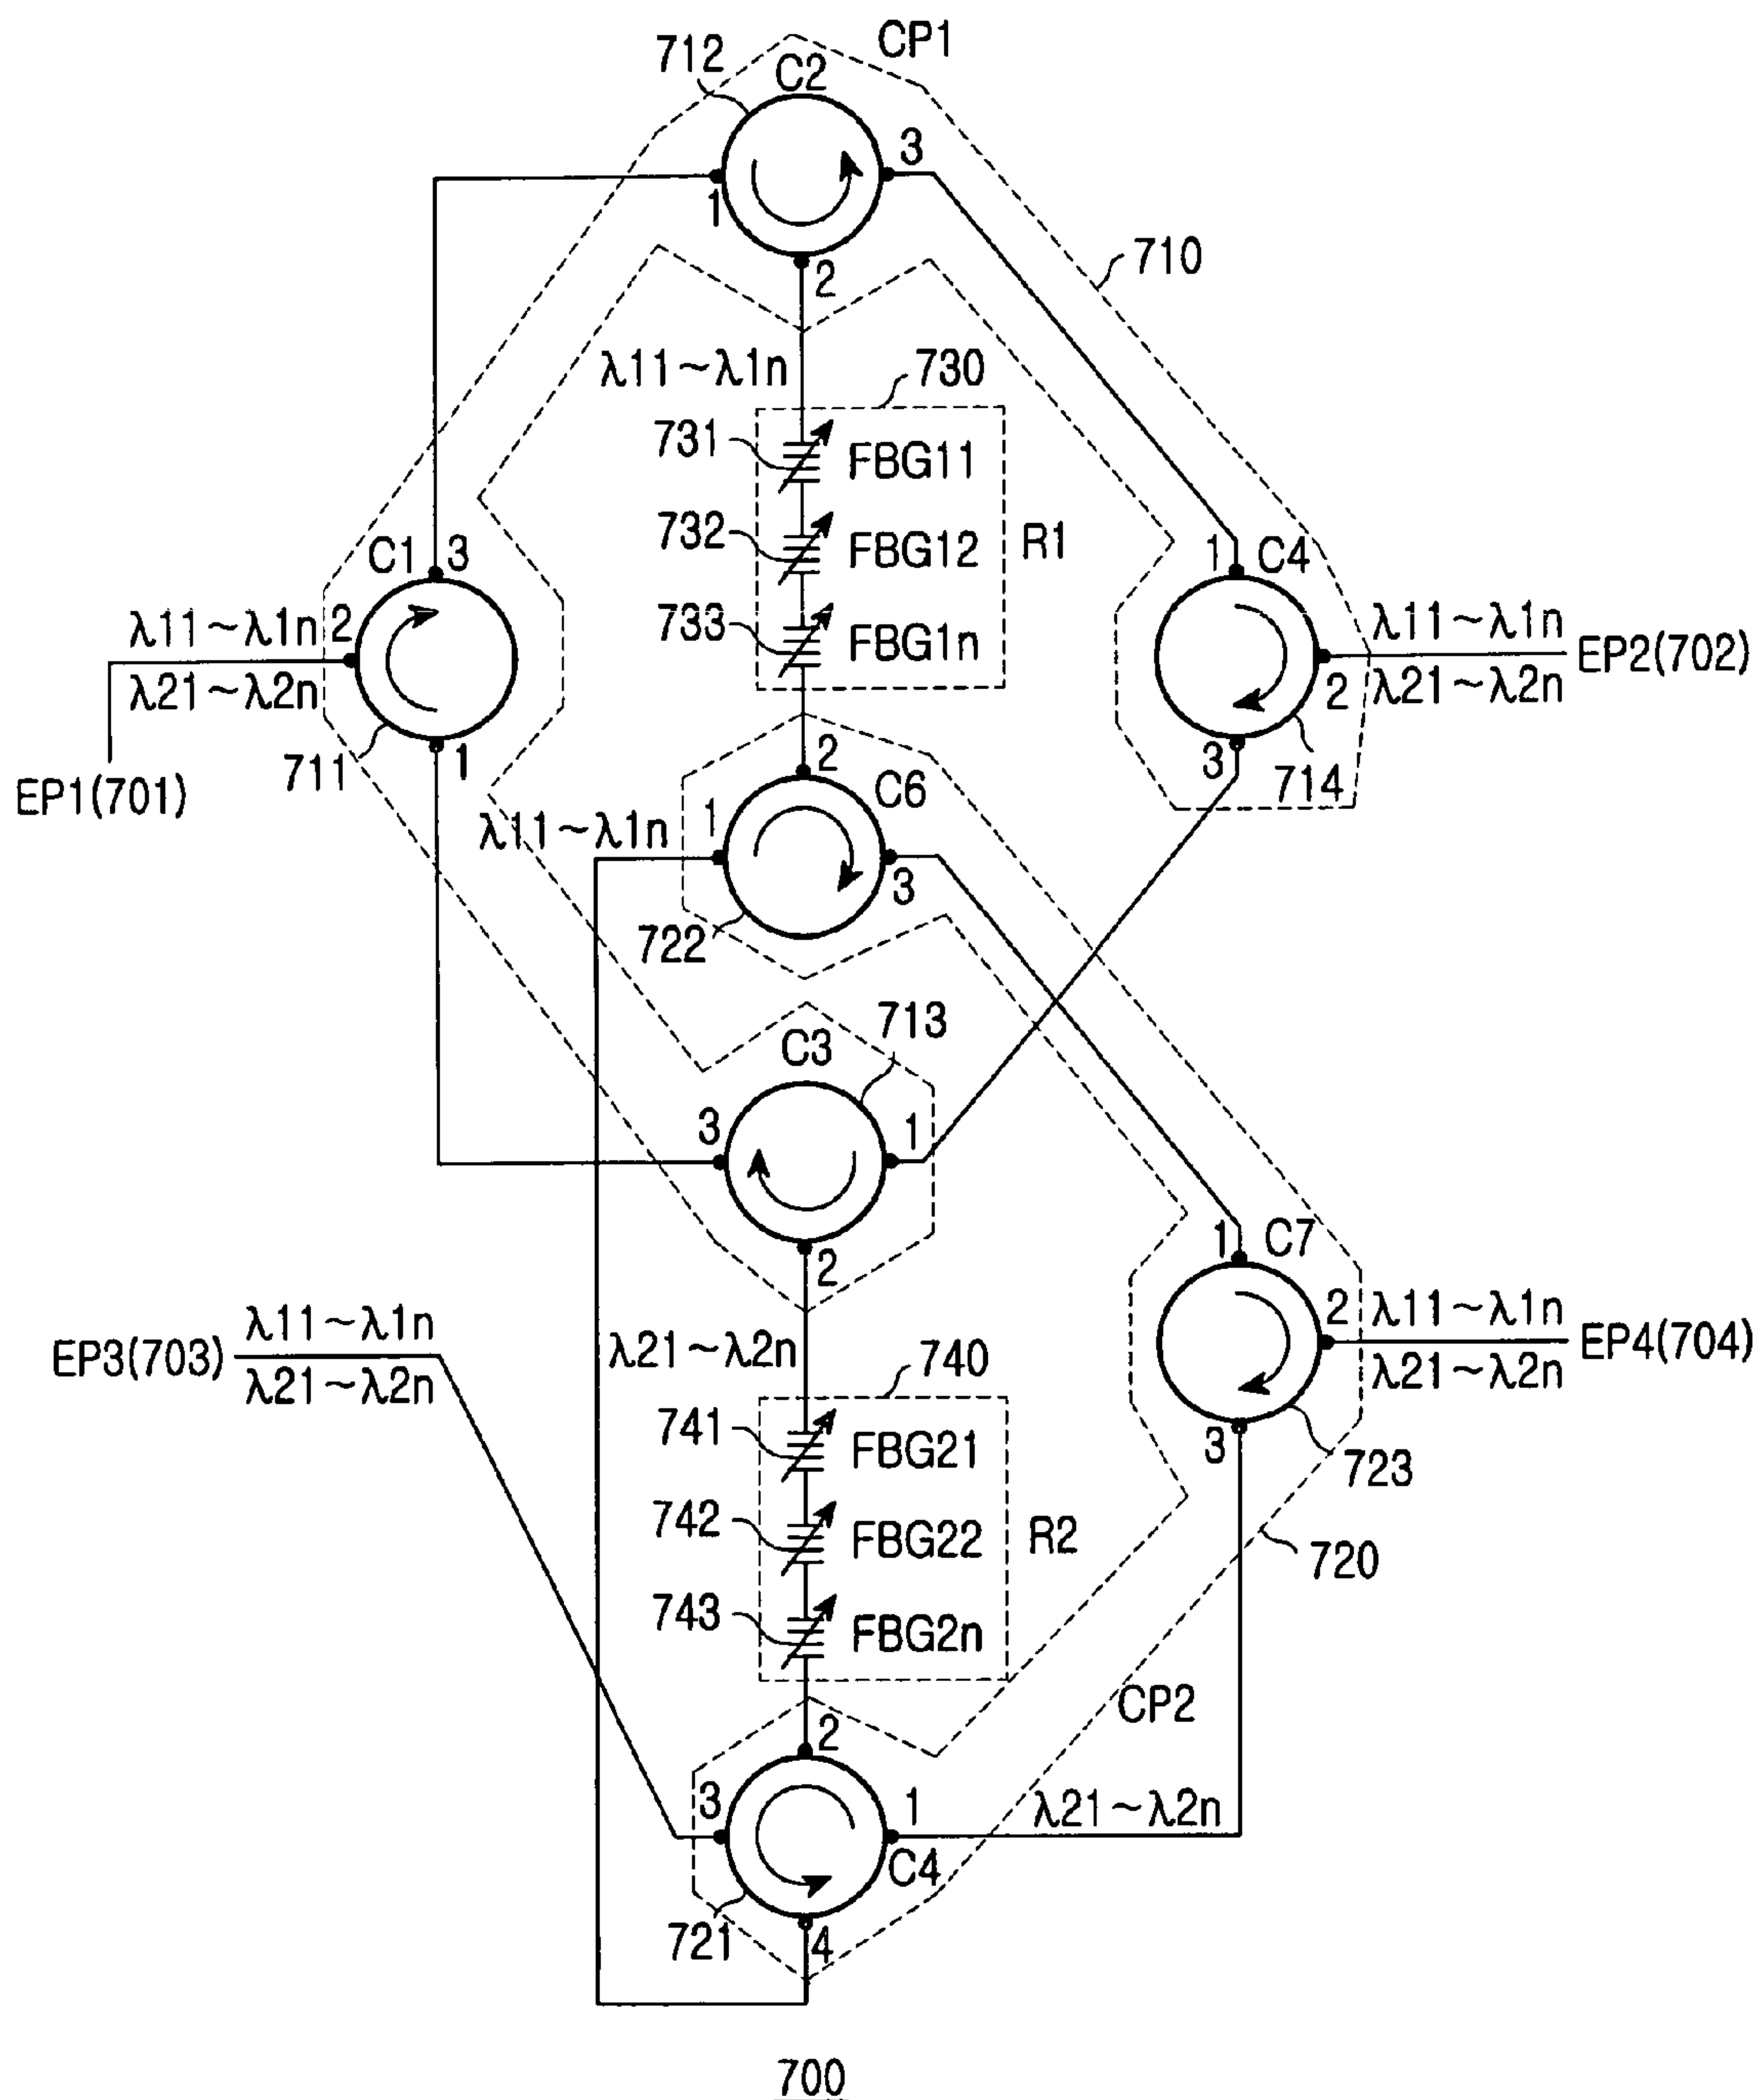 CP1
712
C2
3
1
2
710
λ11~λ1n
730
731
FBG11
732
FBG12
R1
733
FBG1n
C1
3
λ11~λ1n
2
λ21~λ2n
711
1
EP1(701)
1
C4
λ11~λ1n
EP2(702)
λ21~λ2n
2
3
714
2
C6
1
λ11~λ1n
3
722
713
C3
3
1
2
1
C7
2
λ11~λ1n
EP4(704)
λ21~λ2n
3
723
λ11~λ1n
EP3(703)
λ21~λ2n
λ21~λ2n
740
741
FBG21
742
FBG22
R2
743
FBG2n
720
CP2
2
3
1
λ21~λ2n
C4
721
4
700